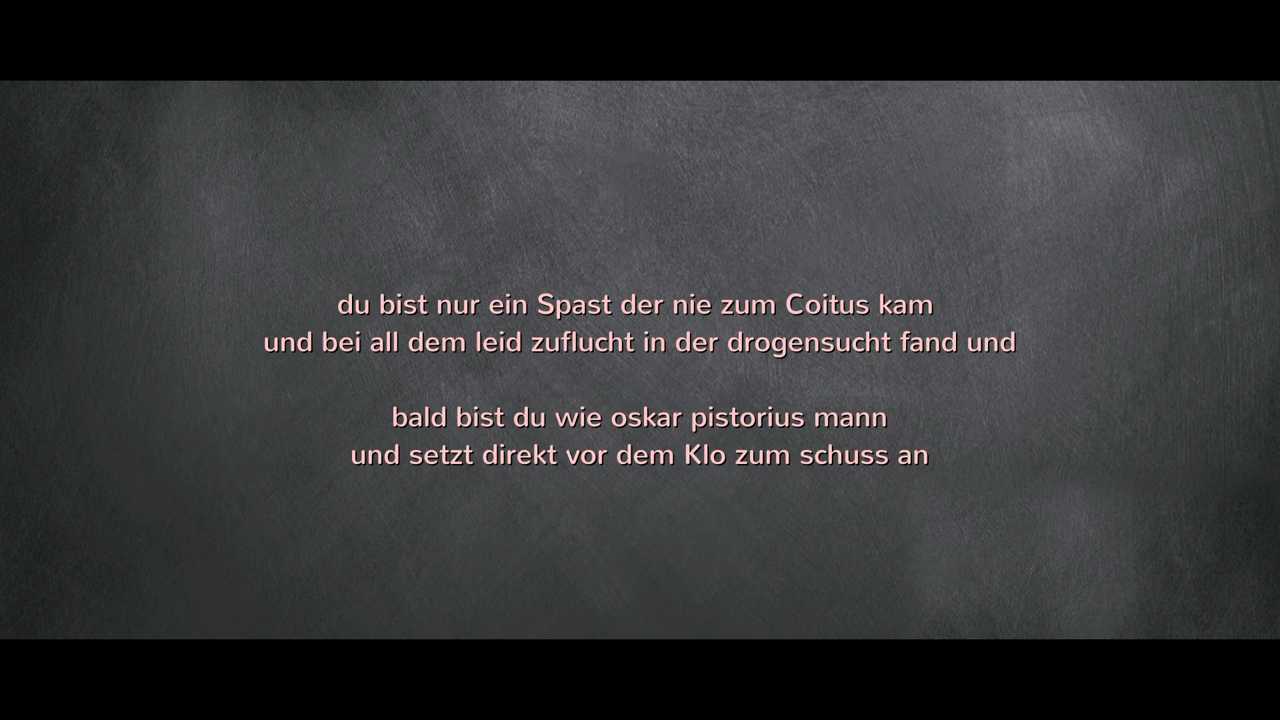 du bist nur ein Spast der nie zum Coitus kam
und bei all dem leid zuflucht in der drogensucht fand und
bald bist du wie oskar pistorius mann
und setzt direkt vor dem Klo zum schuss an